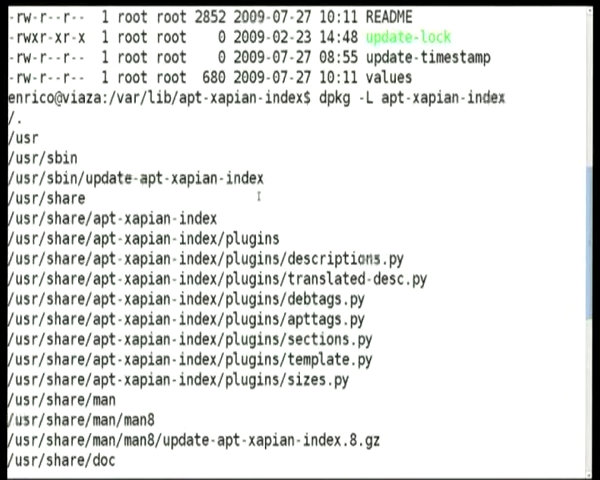 -rw-r--r--  1 root root 2852 2009-07-27 10:11 README
-rwxr-xr-x  1 root root    0 2009-02-23 14:48 update-lock
-rw-r--r--  1 root root    0 2009-07-27 08:55 update-timestamp
-rw-r--r--  1 root root  680 2009-07-27 10:11 values
enrico@viaza:/var/lib/apt-xapian-index$ dpkg -L apt-xapian-index
/.
/usr
/usr/sbin
/usr/sbin/update-apt-xapian-index
/usr/share
/usr/share/apt-xapian-index
/usr/share/apt-xapian-index/plugins
/usr/share/apt-xapian-index/plugins/descriptions.py
/usr/share/apt-xapian-index/plugins/translated-desc.py
/usr/share/apt-xapian-index/plugins/debtags.py
/usr/share/apt-xapian-index/plugins/apttags.py
/usr/share/apt-xapian-index/plugins/sections.py
/usr/share/apt-xapian-index/plugins/template.py
/usr/share/apt-xapian-index/plugins/sizes.py
/usr/share/man
/usr/share/man/man8
/usr/share/man/man8/update-apt-xapian-index.8.gz
/usr/share/doc